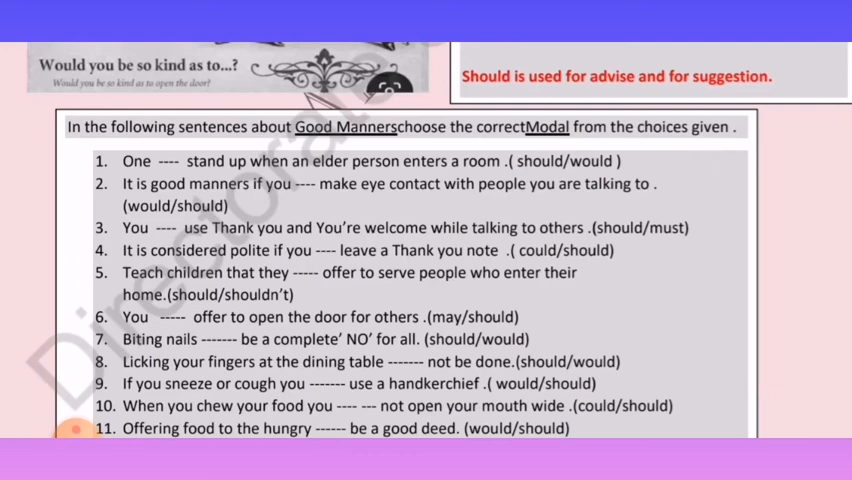 Would you be so kind as to...?
Would you be so kind as to open the door?
Should is used for advise and for suggestion.
In the following sentences about Good Mannerschoose the correctModal from the choices given .
1. One ---- stand up when an elder person enters a room .( should/would )
2. It is good manners if you ---- make eye contact with people you are talking to .
(would/should)
3. You ---- use Thank you and You’re welcome while talking to others .(should/must)
4. It is considered polite if you ---- leave a Thank you note .( could/should)
5. Teach children that they ----- offer to serve people who enter their
home.(should/shouldn’t)
6. You ----- offer to open the door for others .(may/should)
7. Biting nails ------- be a complete’ NO’ for all. (should/would)
8. Licking your fingers at the dining table ------- not be done.(should/would)
9. If you sneeze or cough you ------- use a handkerchief .( would/should)
10. When you chew your food you ---- --- not open your mouth wide .(could/should)
11. Offering food to the hungry ------ be a good deed. (would/should)